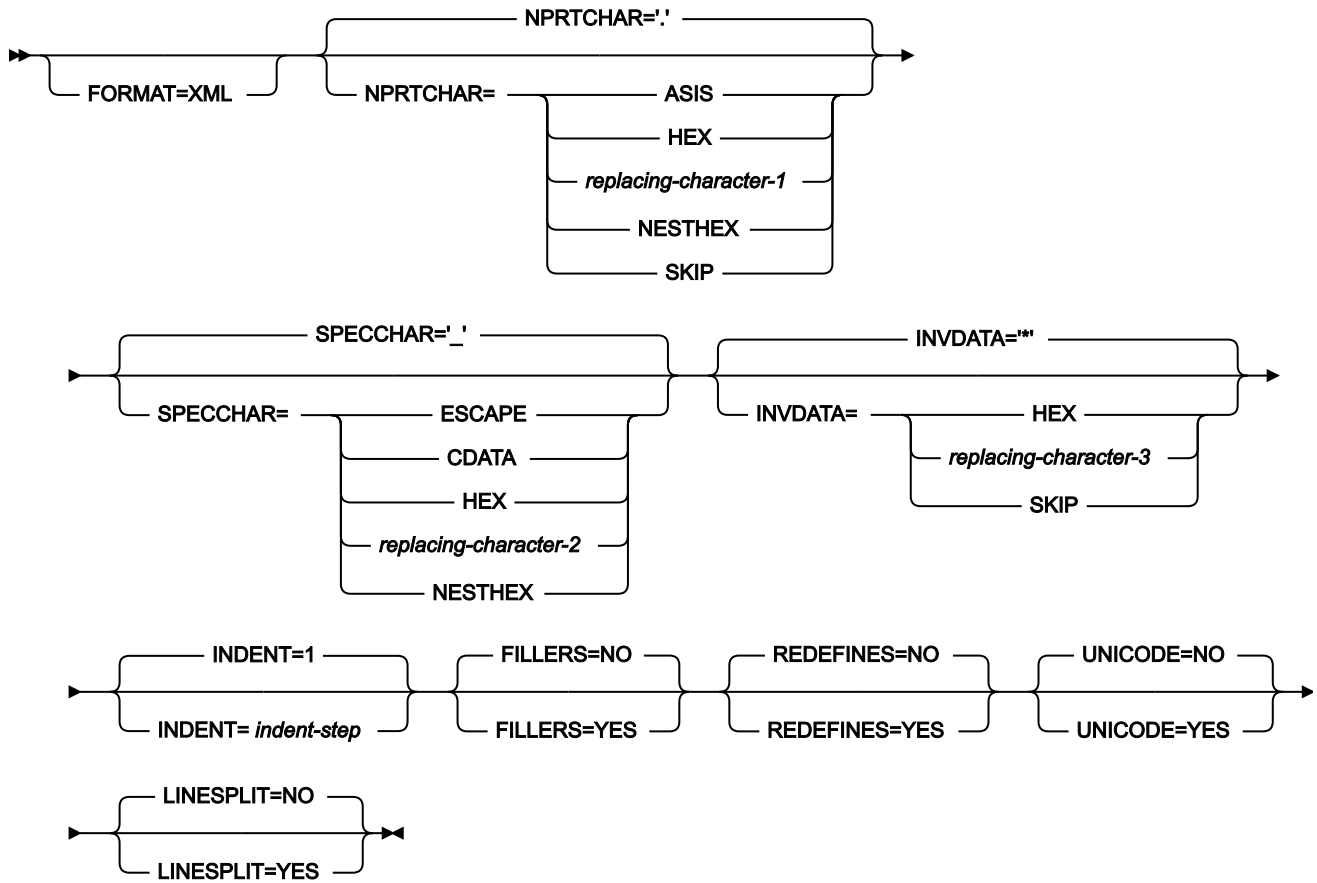 NPRTCHAR='.'
FORMAT=XML NPRTCHAR= ASIS
HEX
replacing-character-1
NESTHEX
SKIP
SPECCHAR='_' INVDATA='*'
SPECCHAR= ESCAPE INVDATA= HEX
CDATA replacing-character-3
HEX SKIP
replacing-character-2
NESTHEX
INDENT=1 FILLERS=NO REDEFINES=NO UNICODE=NO
INDENT= indent-step FILLERS=YES REDEFINES=YES UNICODE=YES
LINESPLIT=NO
LINESPLIT=YES